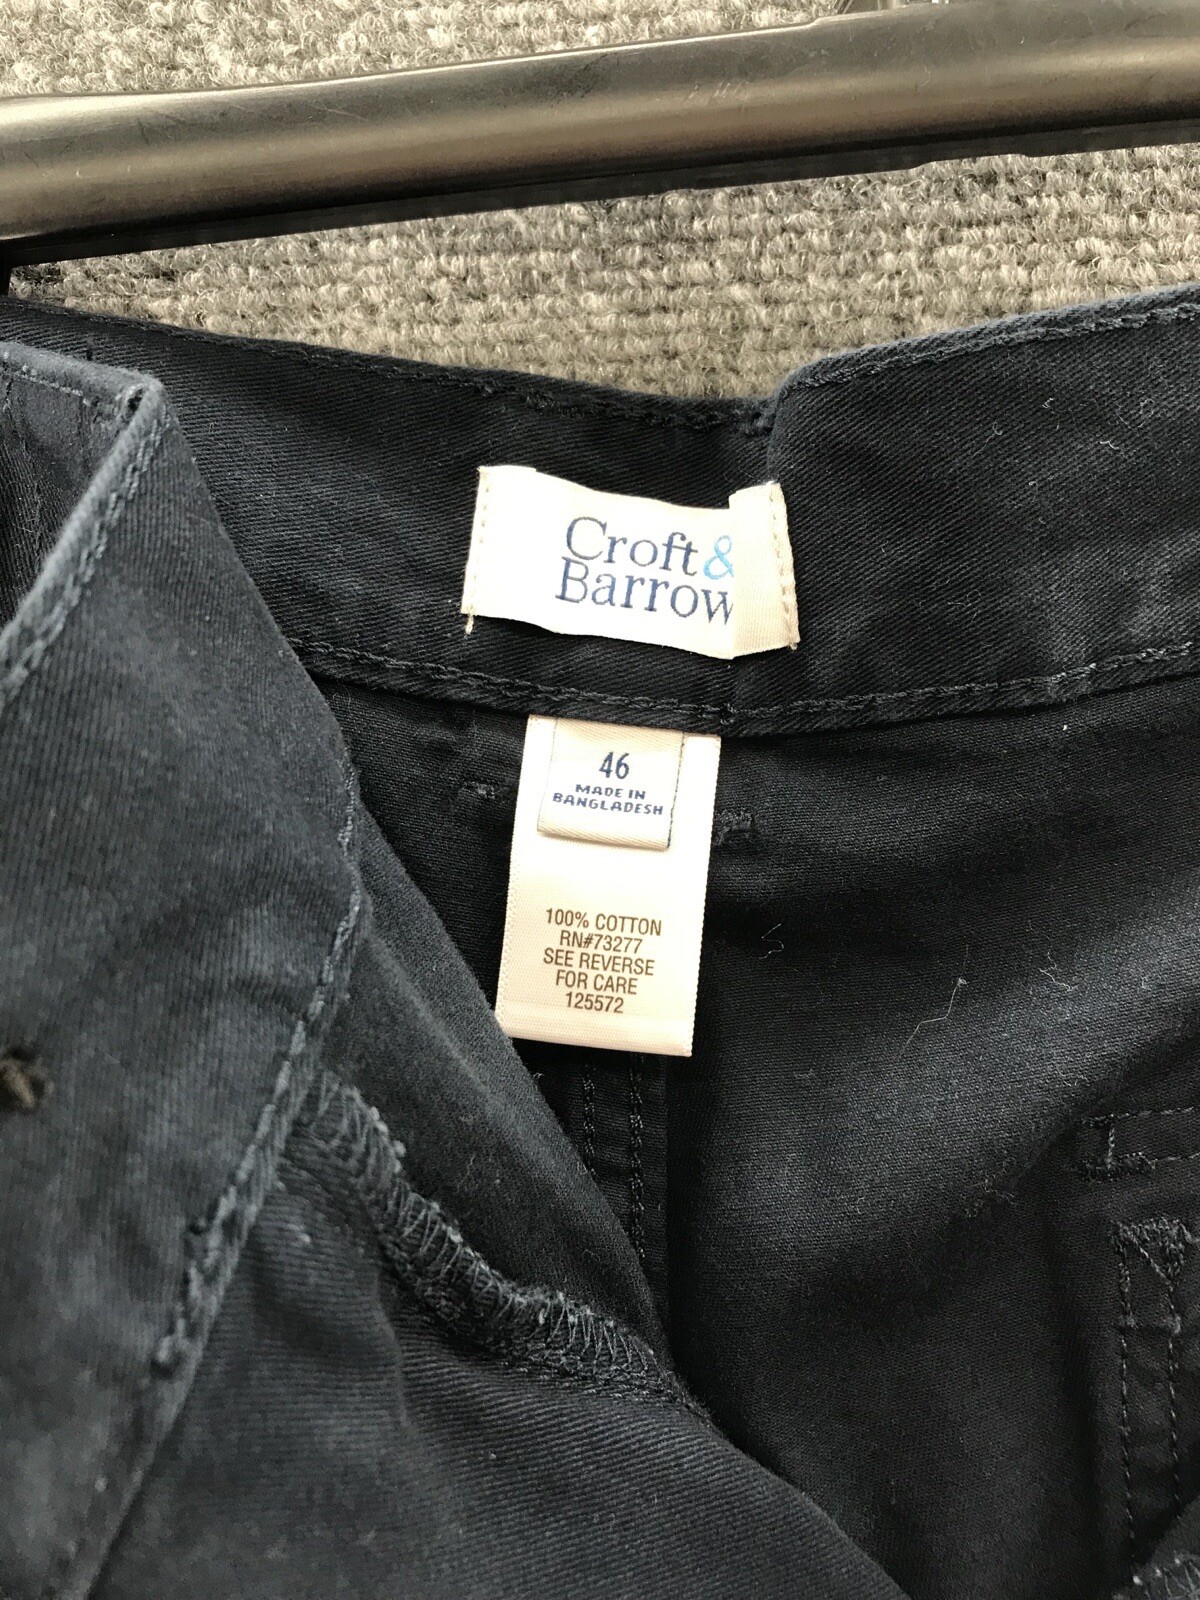 Croft&
Barrow
46
MADE IN
BANGLADESH
100% COTTON
RN#73277
SEE REVERSE
FOR CARE
125572